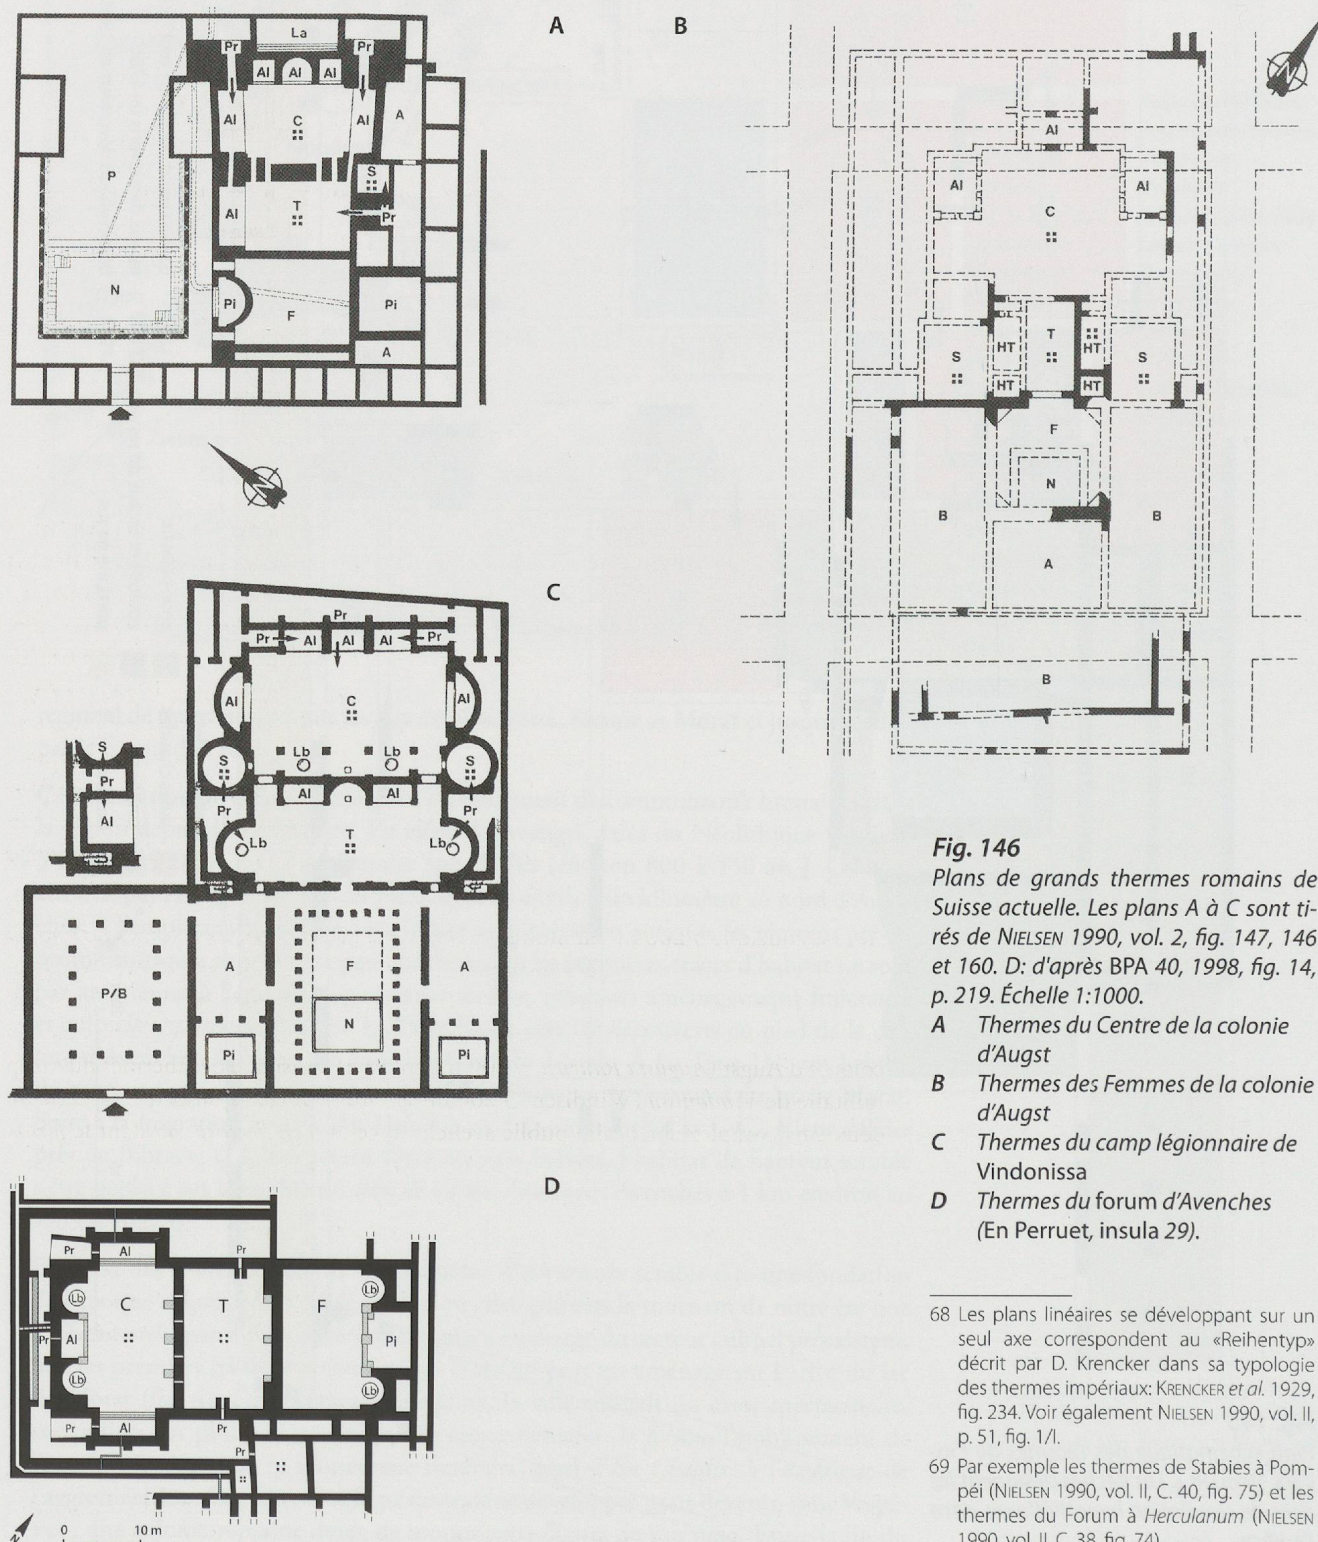 A
B
La
Pr
Pr
Al
Al
Al
Al
Al
C
A
P
S
T
Al
Pr
N
Pi
F
Pi
A
N
Al
Al
Al
C
S
HT
T
HT
S
HT
HT
F
N
B
B
A
B
N
C
Pr
Pr
Al
Al
Al
Pr
Al
C
Al
Lb
Lb
S
S
Al
Al
Pr
Pr
T
Lb
Lb
S
Pr
Al
A
F
A
P/B
N
Pi
Pi
D
Pr
Al
Pr
Lb
C
T
F
Lb
Pr
Al
Pi
Lb
Lb
Pr
Al
Pr
Pr
N
0 10 m
Fig. 146
Plans de grands thermes romains de
Suisse actuelle. Les plans A à C sont ti-
rés de NIELSEN 1990, vol. 2, fig. 147, 146
et 160. D: d'après BPA 40, 1998, fig. 14,
p. 219. Échelle 1:1000.
A Thermes du Centre de la colonie
d'Augst
B Thermes des Femmes de la colonie
d'Augst
C Thermes du camp légionnaire de
Vindonissa
D Thermes du forum d'Avenches
(En Perruet, insula 29).
68 Les plans linéaires se développant sur un
seul axe correspondent au «Reihentyp»
décrit par D. Krencker dans sa typologie
des thermes impériaux: KRENCKER et al. 1929,
fig. 234. Voir également NIELSEN 1990, vol. II,
p. 51, fig. 1/I.
69 Par exemple les thermes de Stabies à Pom-
péi (NIELSEN 1990, vol. II, C. 40, fig. 75) et les
thermes du Forum à Herculanum (NIELSEN
1990, vol. II, C. 38, fig. 74).